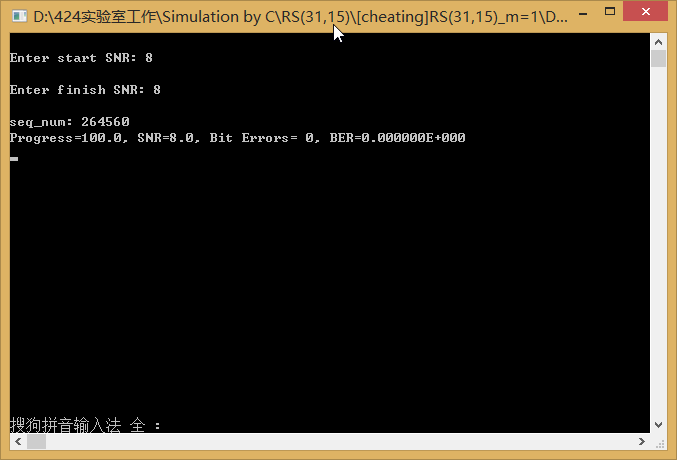 D:\424实验室工作\Simulation by C\RS(31,15)\[cheating]RS(31,15)_m=1\D...
Enter start SNR: 8
Enter finish SNR: 8
seq_num: 264560
Progress=100.0, SNR=8.0, Bit Errors= 0, BER=0.000000E+000
搜狗拼音输入法 全 :